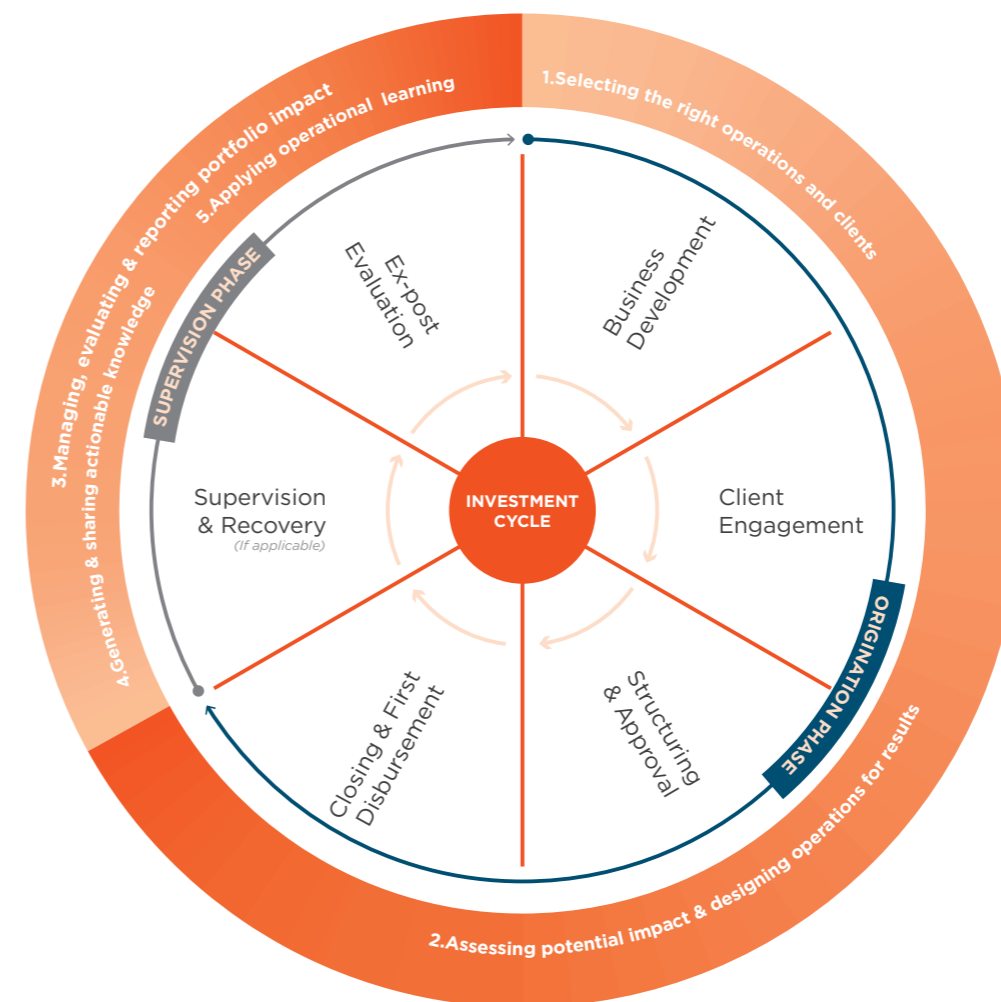 1.Selecting the right operations and clients
2.Assessing potential impact & designing operations for results
3.Managing, evaluating & reporting portfolio impact
4.Generating & sharing actionable knowledge
5.Applying operational learning
ORIGINATION PHASE
SUPERVISION PHASE
Business
Development
Client
Engagement
Structuring
& Approval
Closing & First
Disbursement
Supervision
& Recovery
(If applicable)
Ex-post
Evaluation
INVESTMENT
CYCLE